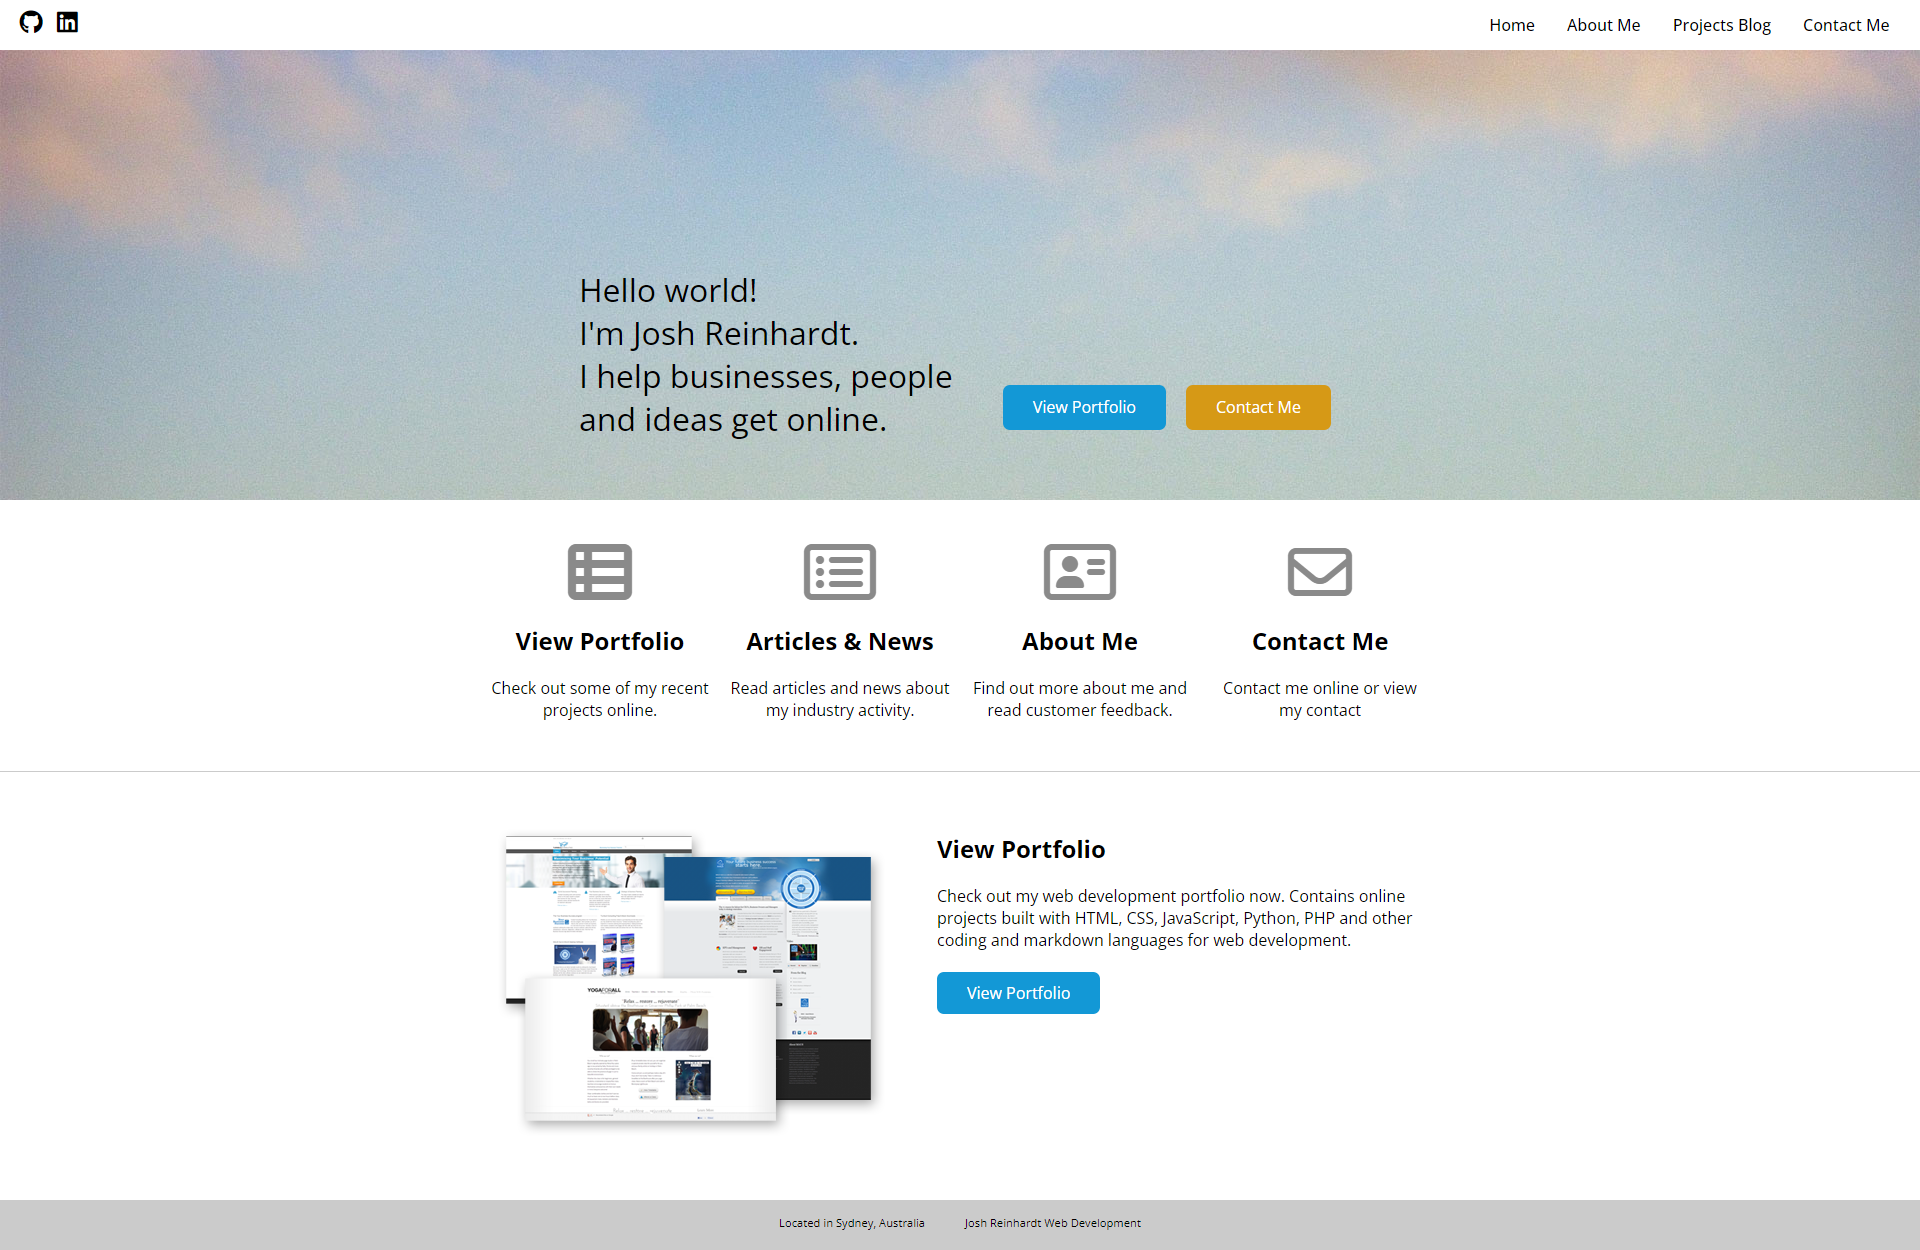 Home
About Me
Projects Blog
Contact Me
Hello world!
I'm Josh Reinhardt.
I help businesses, people
and ideas get online.
View Portfolio
Contact Me
View Portfolio
Check out some of my recent
projects online.
Articles & News
Read articles and news about
my industry activity.
About Me
Find out more about me and
read customer feedback.
Contact Me
Contact me online or view
my contact
YOGAFORALL
"Relax ... restore ... rejuvenate"
View Portfolio
Check out my web development portfolio now. Contains online
projects built with HTML, CSS, JavaScript, Python, PHP and other
coding and markdown languages for web development.
View Portfolio
Located in Sydney, Australia
Josh Reinhardt Web Development